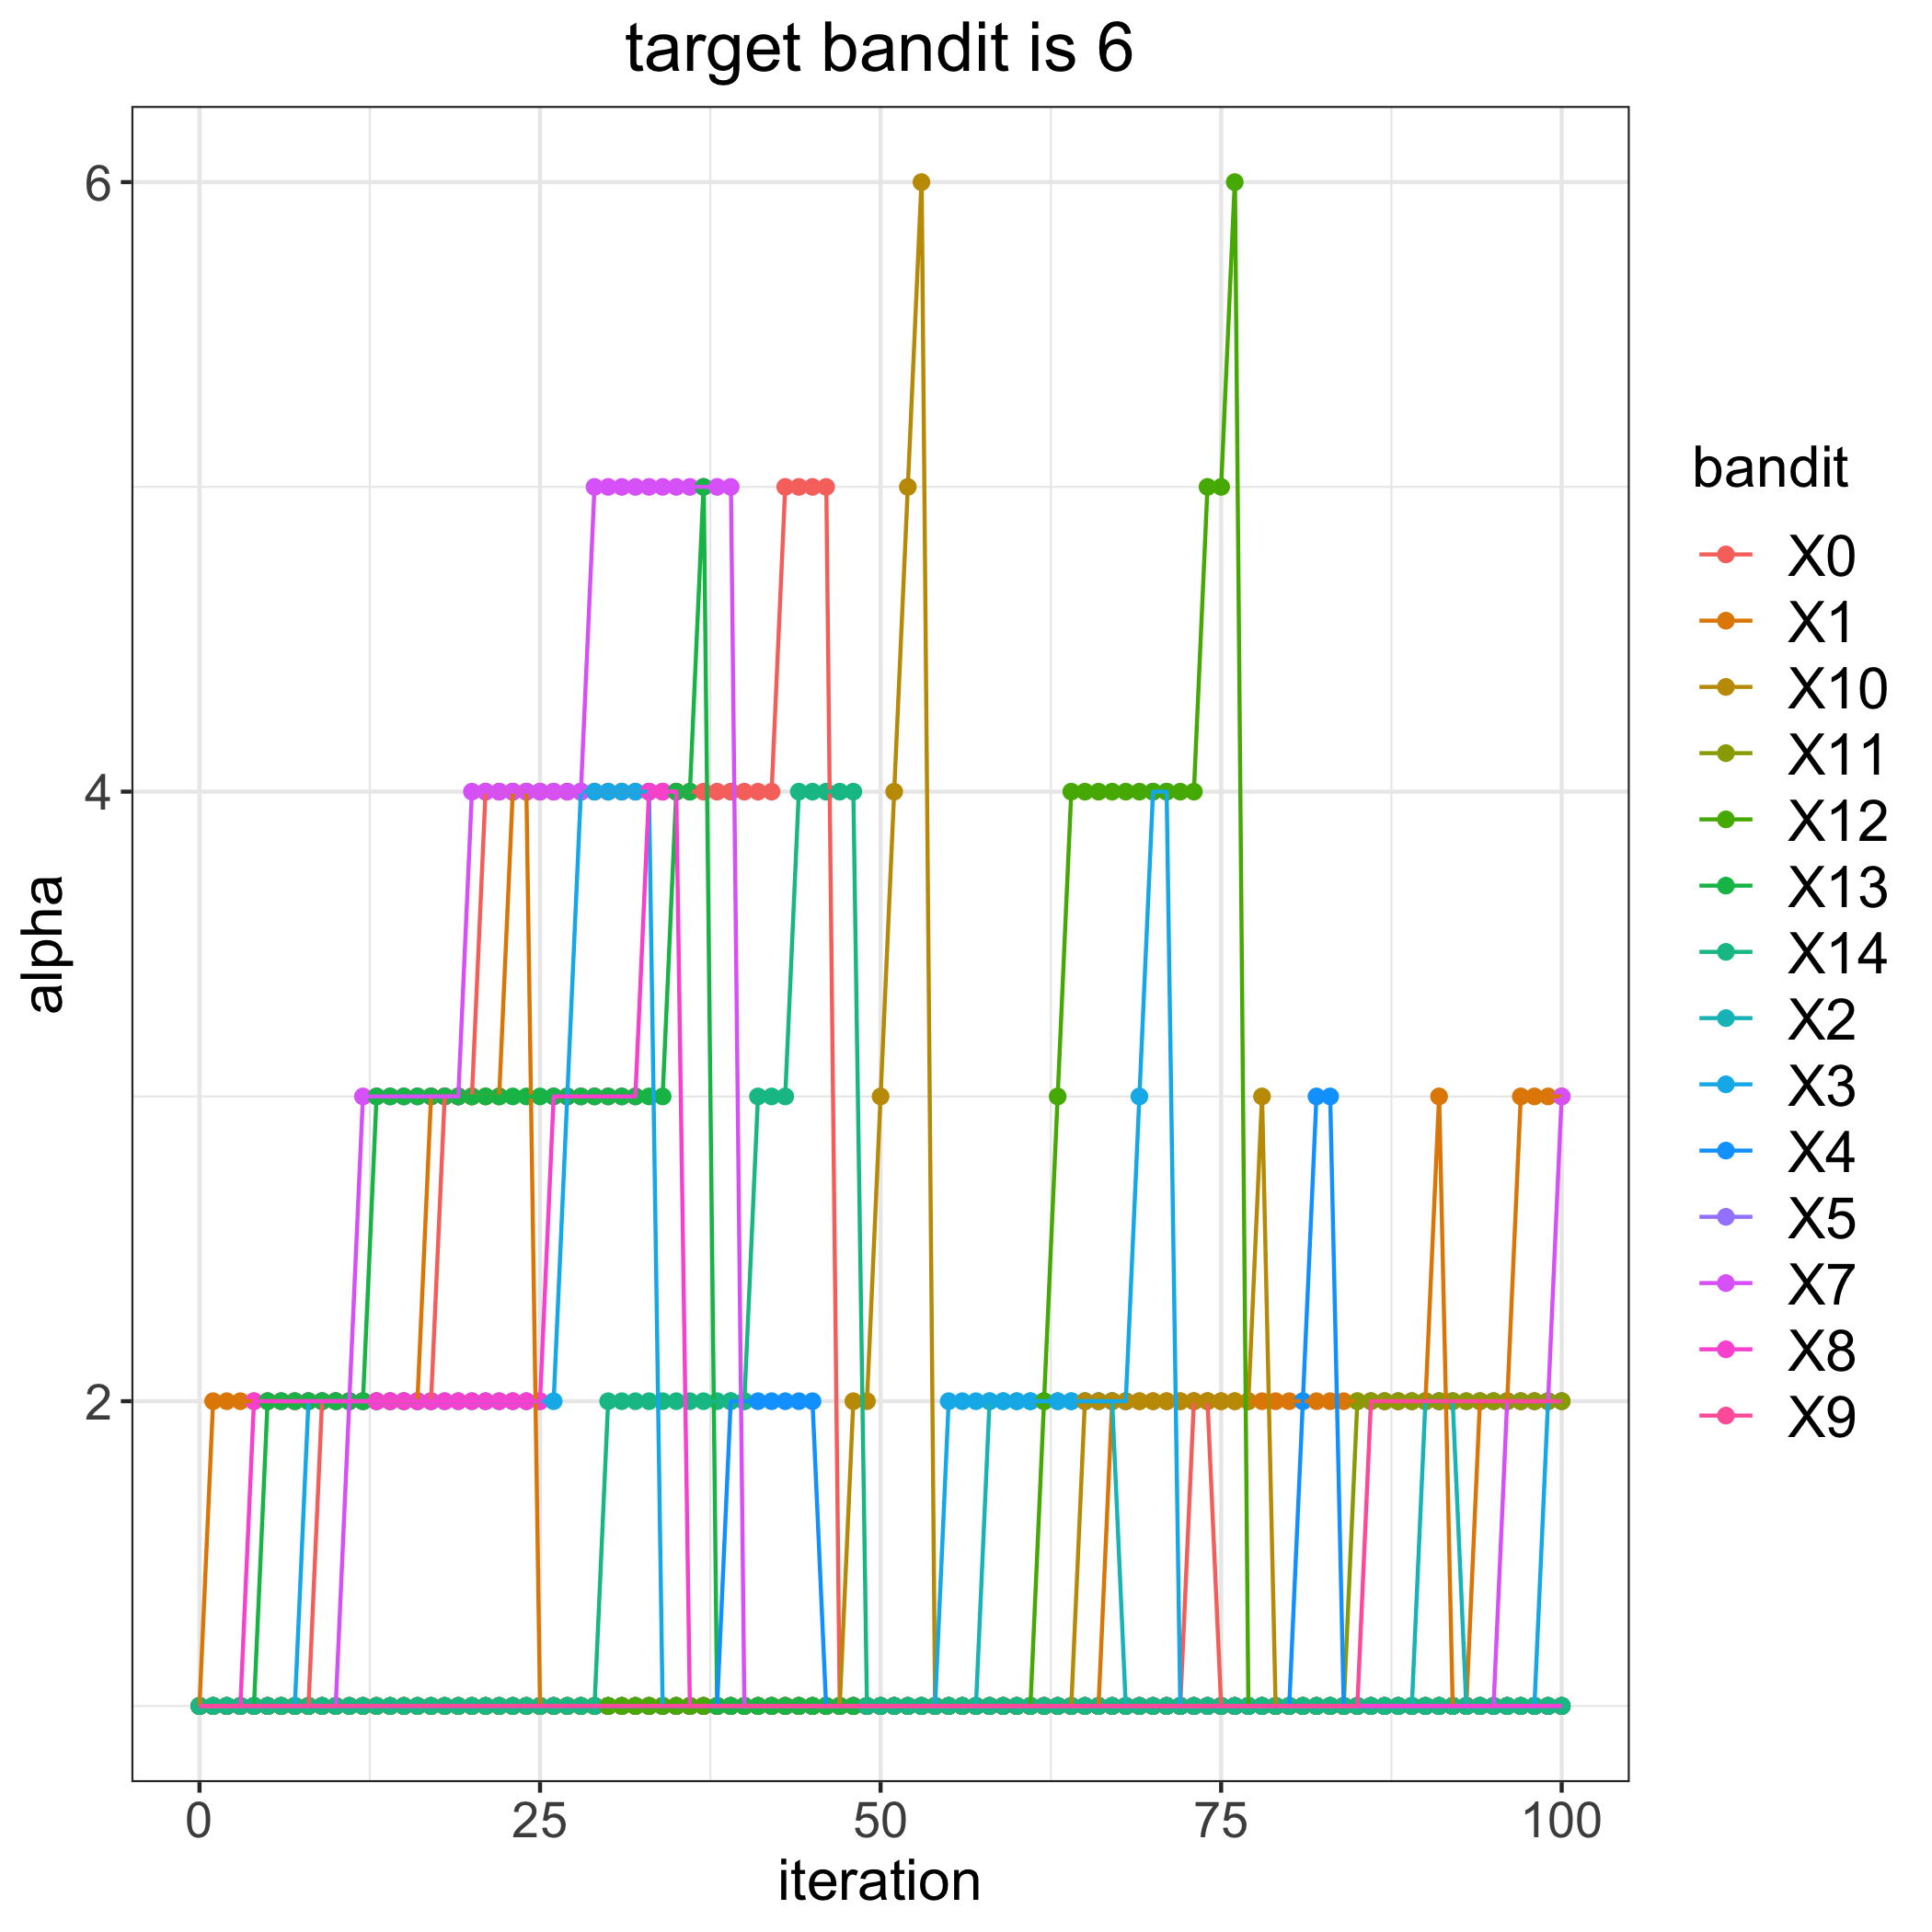 target bandit is 6
6
4
2
alpha
0 25 50 75 100
iteration
bandit
X0
X1
X10
X11
X12
X13
X14
X2
X3
X4
X5
X7
X8
X9